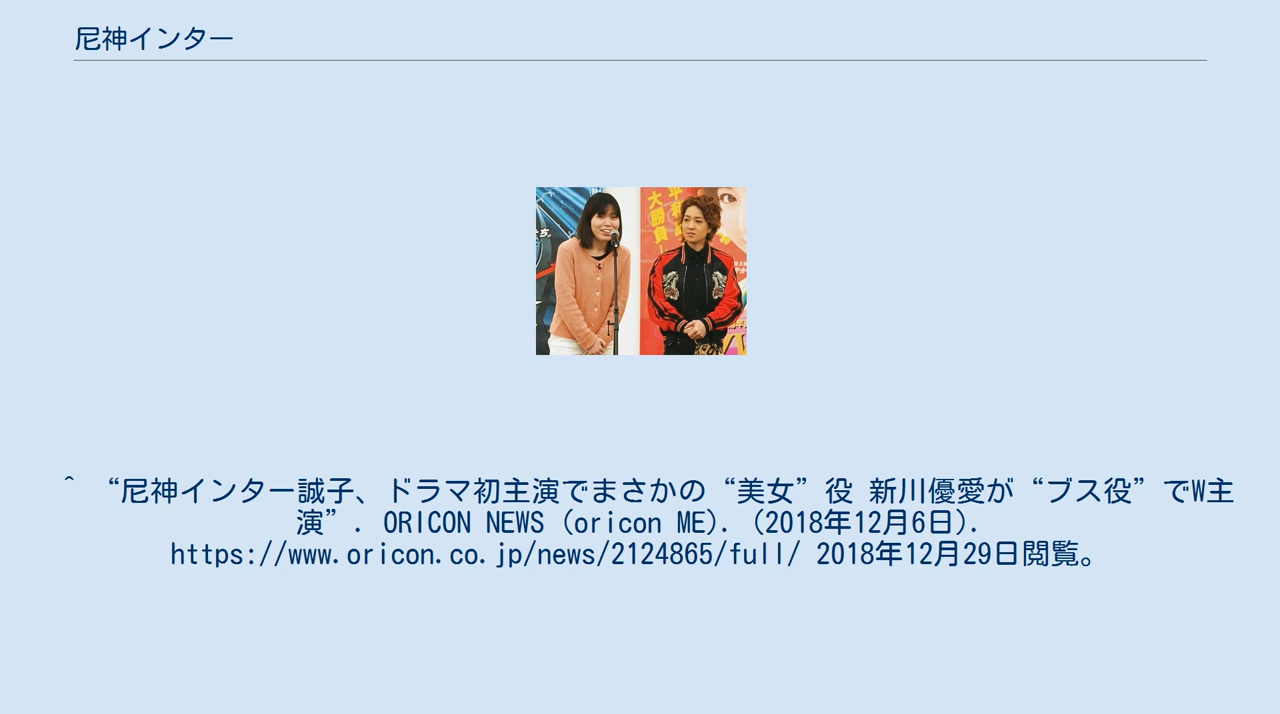 尼神インター
大勝負
^ “尼神インター誠子、ドラマ初主演でまさかの“美女”役 新川優愛が“ブス役”でW主
演”. ORICON NEWS (oricon ME). (2018年12月6日).
https://www.oricon.co.jp/news/2124865/full/ 2018年12月29日閲覧。